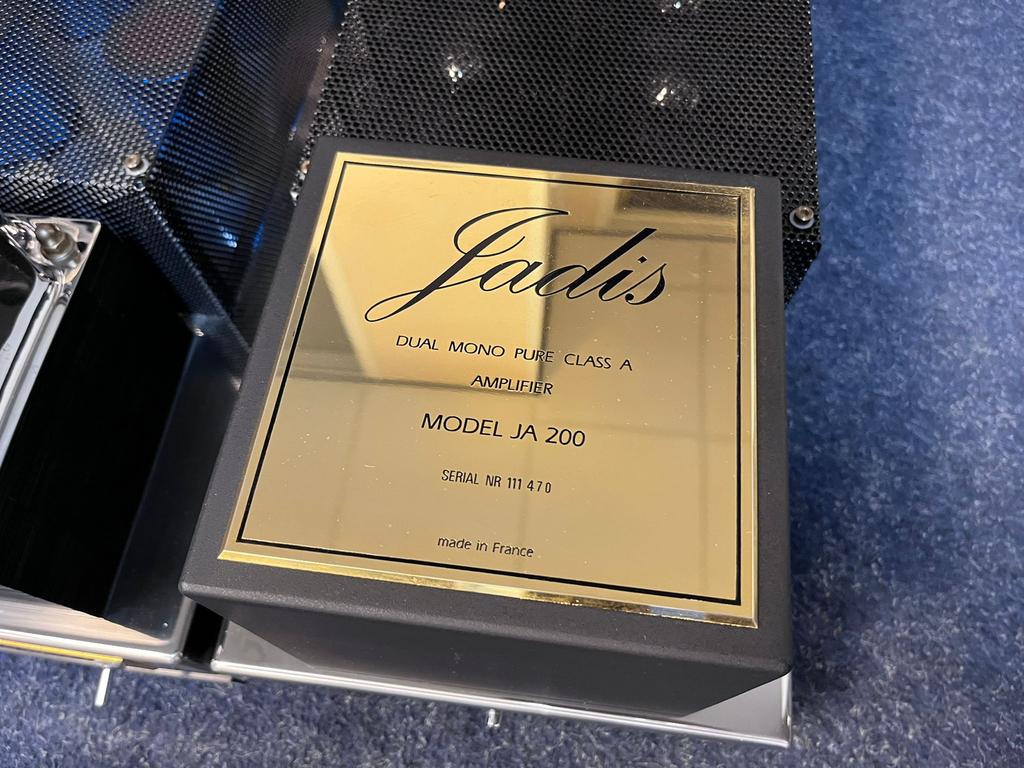 Jadis
DUAL MONO PURE CLASS A
AMPLIFIER
MODEL JA 200
SERIAL NR 111 470
made in France